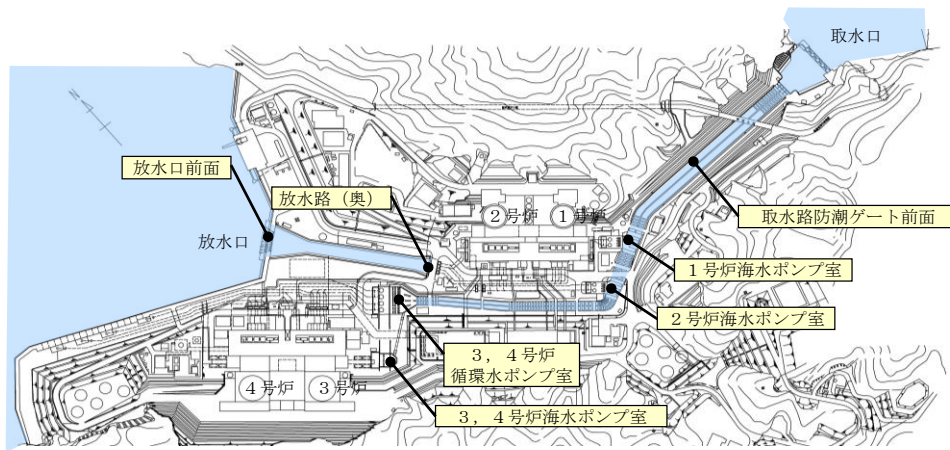 取水口
放水口前面
放水路（奥）
②号炉
①号炉
取水路防潮ゲート前面
放水口
１号炉海水ポンプ室
２号炉海水ポンプ室
３，４号炉
循環水ポンプ室
④号炉
③号炉
３，４号炉海水ポンプ室